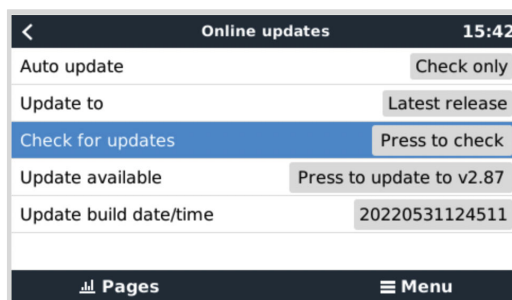 Online updates 15:42
Auto update Check only
Update to Latest release
Check for updates Press to check
Update available Press to update to v2.87
Update build date/time 20220531124511
Pages Menu